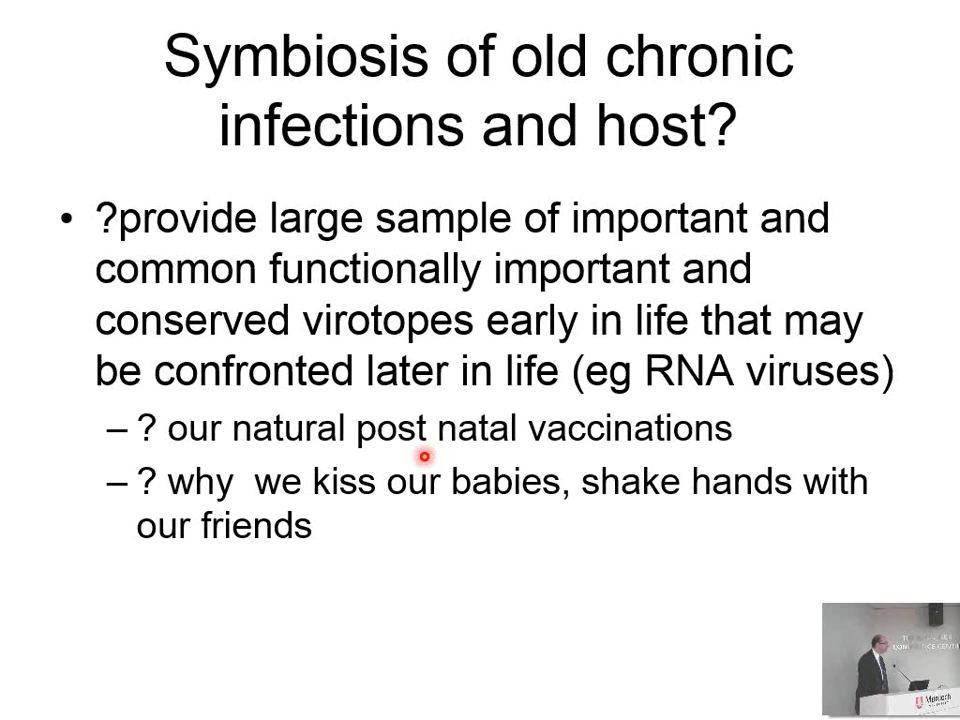 Symbiosis of old chronic
infections and host?
• ?provide large sample of important and
common functionally important and
conserved virotopes early in life that may
be confronted later in life (eg RNA viruses)
– ? our natural post natal vaccinations
– ? why we kiss our babies, shake hands with
our friends
Murdoch